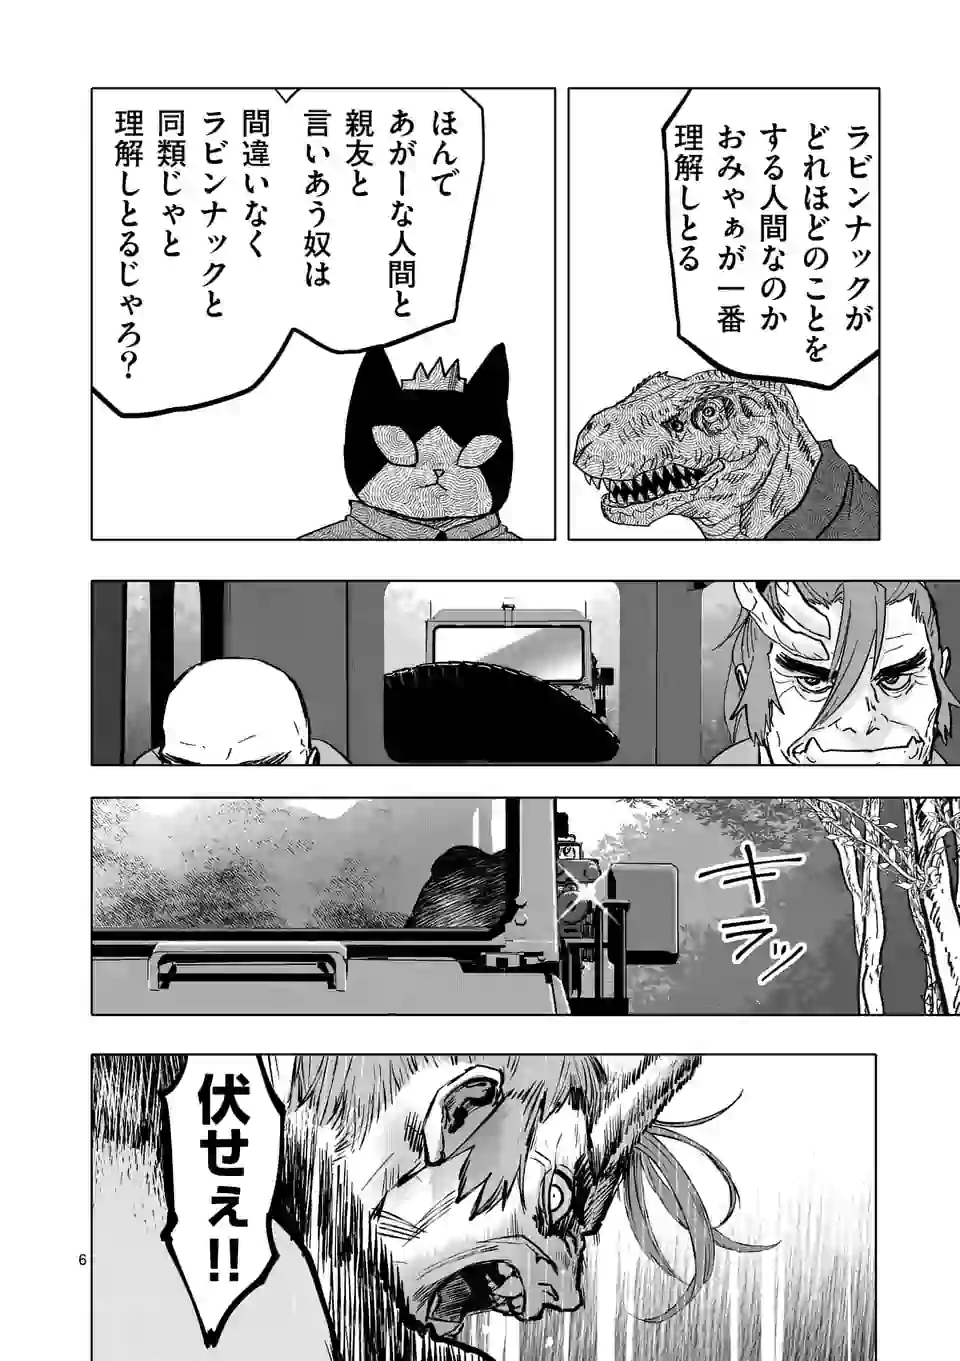 ラビンナックが
どれほどのことを
する人間なのか
おみゃぁが一番
理解しとる
ほんで
あがーな人間と
親友と
言いあう奴は
間違いなく
ラビンナックと
同類じゃと
理解しとるじゃろ？
キラッ
伏せぇ!!
6